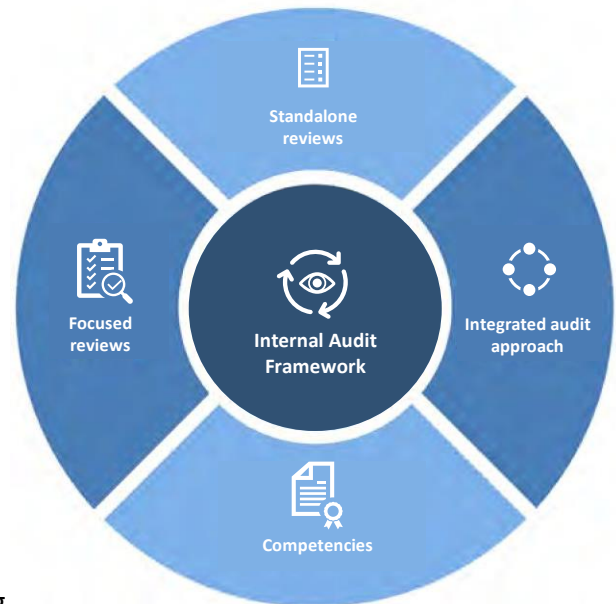 Standalone
reviews
Focused
reviews
Internal Audit
Framework
Integrated audit
approach
Competencies